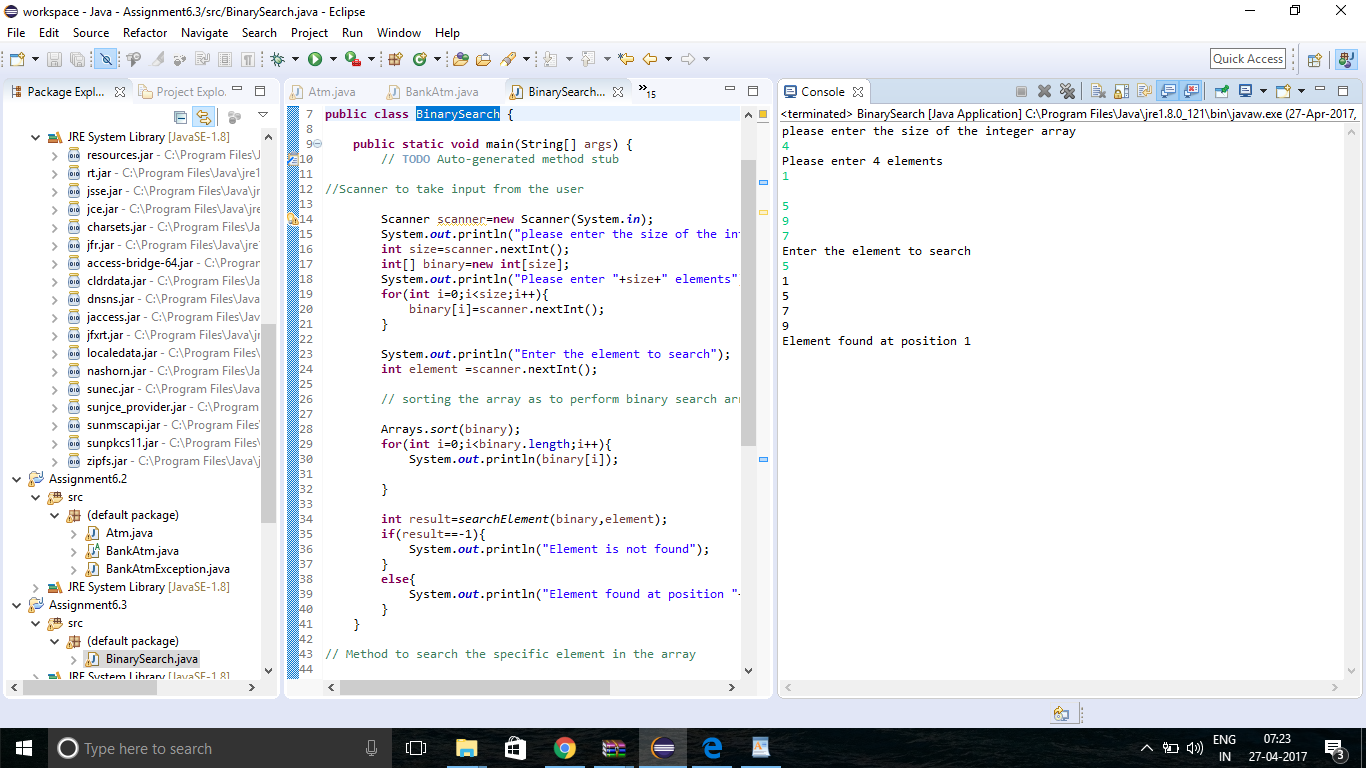 workspace - Java - Assignment6.3/src/BinarySearch.java - Eclipse
File Edit Source Refactor Navigate Search Project Run Window Help
Quick Access
Package Expl...
Project Explo.
JRE System Library [JavaSE-1.8]
resources.jar - C:\Program Files\J
rt.jar - C:\Program Files\Java\jre1
jsse.jar - C:\Program Files\Java\jr
jce.jar - C:\Program Files\Java\jre
charsets.jar - C:\Program Files\Ja
jfr.jar - C:\Program Files\Java\jre
access-bridge-64.jar - C:\Program
cldrdata.jar - C:\Program Files\Ja
dnsns.jar - C:\Program Files\Java
jaccess.jar - C:\Program Files\Jav
jfxrt.jar - C:\Program Files\Java\jr
localedata.jar - C:\Program Files
nashorn.jar - C:\Program Files\Ja
sunec.jar - C:\Program Files\Java
sunjce_provider.jar - C:\Program
sunmscapi.jar - C:\Program Files\
sunpkcs11.jar - C:\Program Files\
zipfs.jar - C:\Program Files\Java\j
Assignment6.2
src
(default package)
Atm.java
BankAtm.java
BankAtmException.java
JRE System Library [JavaSE-1.8]
Assignment6.3
src
(default package)
BinarySearch.java
JRE System Library [JavaSE-1.8]
Atm.java
BankAtm.java
BinarySearch...
15
7 public class BinarySearch {
8
9 public static void main(String[] args) {
10 // TODO Auto-generated method stub
11
12 //Scanner to take input from the user
13
14 Scanner scanner=new Scanner(System.in);
15 System.out.println("please enter the size of the in
16 int size=scanner.nextInt();
17 int[] binary=new int[size];
18 System.out.println("Please enter "+size+" elements"
19 for(int i=0;i<size;i++){
20 binary[i]=scanner.nextInt();
21 }
22
23 System.out.println("Enter the element to search");
24 int element =scanner.nextInt();
25
26 // sorting the array as to perform binary search ar
27
28 Arrays.sort(binary);
29 for(int i=0;i<binary.length;i++){
30 System.out.println(binary[i]);
31
32 }
33
34 int result=searchElement(binary,element);
35 if(result==-1){
36 System.out.println("Element is not found");
37 }
38 else{
39 System.out.println("Element found at position "
40 }
41 }
42
43 // Method to search the specific element in the array
44
Console
<terminated> BinarySearch [Java Application] C:\Program Files\Java\jre1.8.0_121\bin\javaw.exe (27-Apr-2017,
please enter the size of the integer array
4
Please enter 4 elements
1
5
9
7
Enter the element to search
5
1
5
7
9
Element found at position 1
Type here to search
ENG
IN
07:23
27-04-2017
3